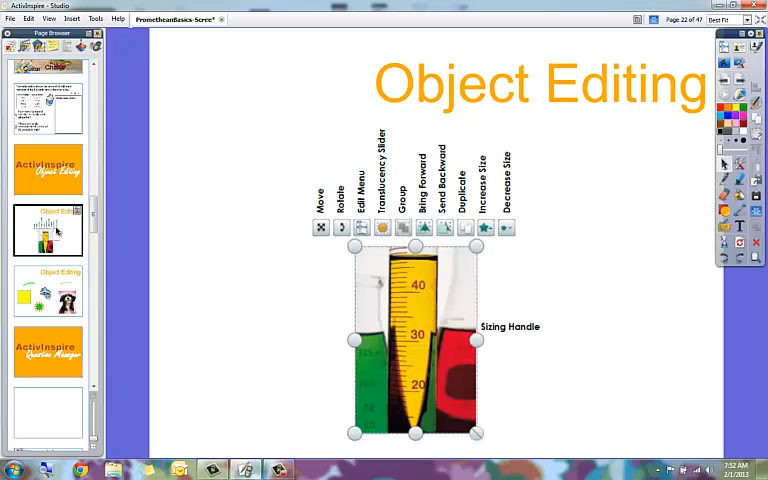 ActivInspire - Studio
File Edit View Insert Tools Help
PrometheanBasics-Scree*
Page 22 of 47
Best Fit
Page Browser
Guitar
ActivInspire
Object Editing
Object Editing
Object Editing
ActivInspire
Question Manager
Object Editing
Move
Rotate
Edit Menu
Translucency Slider
Group
Bring Forward
Send Backward
Duplicate
Increase Size
Decrease Size
40
30
20
Sizing Handle
7:52 AM
2/1/2013